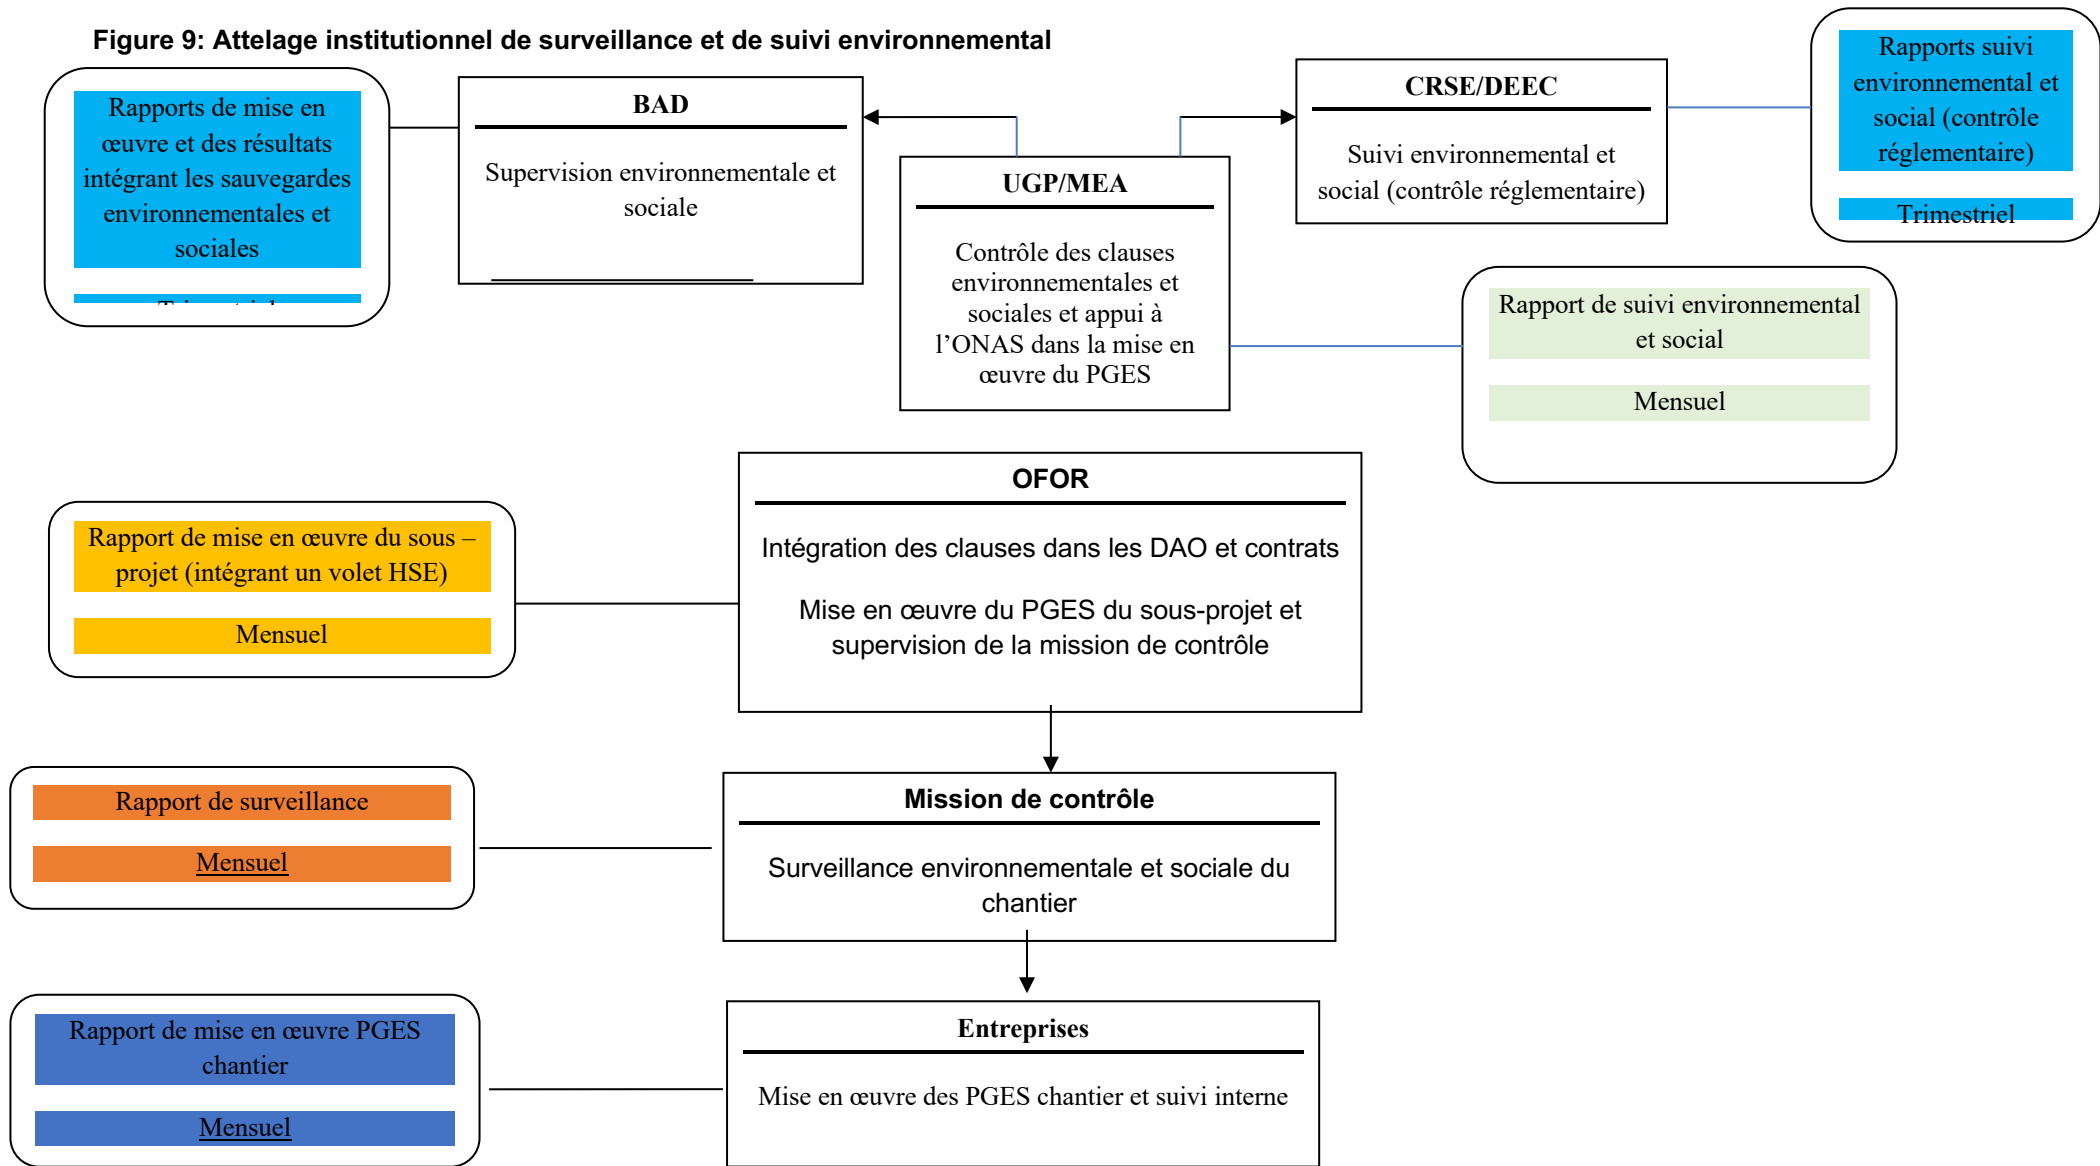 Figure 9: Attelage institutionnel de surveillance et de suivi environnemental
Rapports de mise en
œuvre et des résultats
intégrant les sauvegardes
environnementales et
sociales
BAD
Supervision environnementale et
sociale
UGP/MEA
Contrôle des clauses
environnementales et
sociales et appui à
l’ONAS dans la mise en
œuvre du PGES
CRSE/DEEC
Suivi environnemental et
social (contrôle réglementaire)
Rapports suivi
environnemental et
social (contrôle
réglementaire)
Trimestriel
Rapport de suivi environnemental
et social
Mensuel
OFOR
Intégration des clauses dans les DAO et contrats
Mise en œuvre du PGES du sous-projet et
supervision de la mission de contrôle
Rapport de mise en œuvre du sous –
projet (intégrant un volet HSE)
Mensuel
Mission de contrôle
Surveillance environnementale et sociale du
chantier
Rapport de surveillance
Mensuel
Entreprises
Mise en œuvre des PGES chantier et suivi interne
Rapport de mise en œuvre PGES
chantier
Mensuel